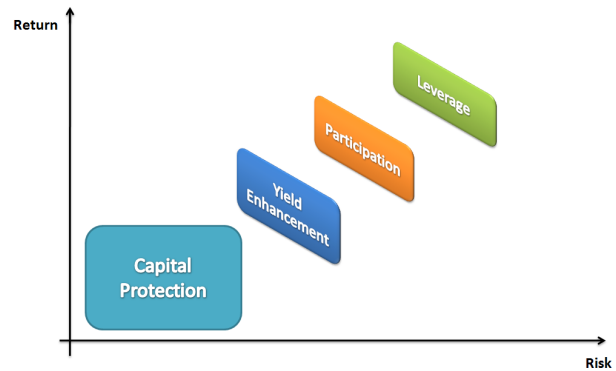 Return
Leverage
Participation
Yield
Enhancement
Capital
Protection
Risk